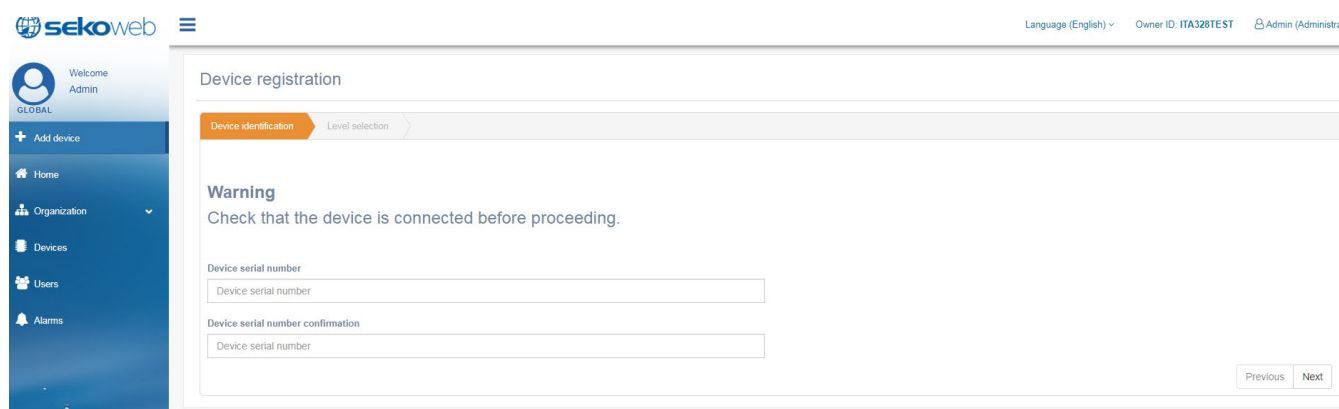 sekoweb
Language (English)
Owner ID: ITA328TEST
Admin (Administra
Welcome
Admin
GLOBAL
Add device
Home
Organization
Devices
Users
Alarms
Device registration
Device identification
Level selection
Warning
Check that the device is connected before proceeding.
Device serial number
Device serial number
Device serial number confirmation
Device serial number
Previous
Next